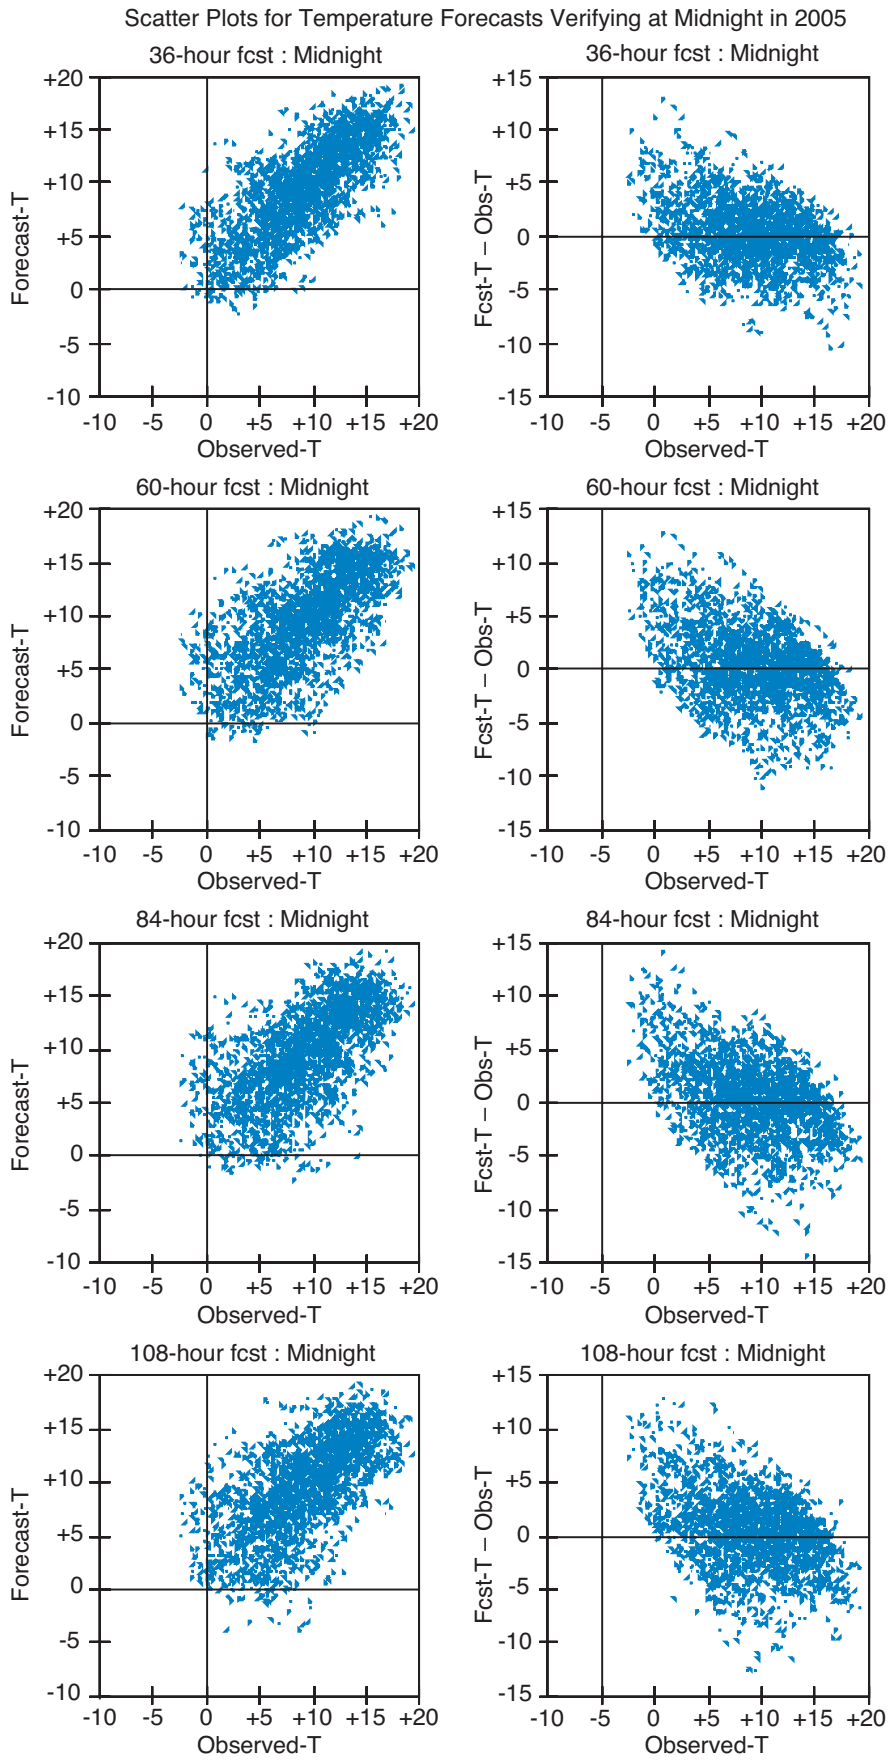 Scatter Plots for Temperature Forecasts Verifying at Midnight in 2005
36-hour fcst : Midnight
+20
+15
+10
+5
0
-5
-10
Forecast-T
-10 -5 0 +5 +10 +15 +20
Observed-T
36-hour fcst : Midnight
+15
+10
+5
0
-5
-10
-15
Fcst-T – Obs-T
-10 -5 0 +5 +10 +15 +20
Observed-T
60-hour fcst : Midnight
+20
+15
+10
+5
0
-5
-10
Forecast-T
-10 -5 0 +5 +10 +15 +20
Observed-T
60-hour fcst : Midnight
+15
+10
+5
0
-5
-10
-15
Fcst-T – Obs-T
-10 -5 0 +5 +10 +15 +20
Observed-T
84-hour fcst : Midnight
+20
+15
+10
+5
0
-5
-10
Forecast-T
-10 -5 0 +5 +10 +15 +20
Observed-T
84-hour fcst : Midnight
+15
+10
+5
0
-5
-10
-15
Fcst-T – Obs-T
-10 -5 0 +5 +10 +15 +20
Observed-T
108-hour fcst : Midnight
+20
+15
+10
+5
0
-5
-10
Forecast-T
-10 -5 0 +5 +10 +15 +20
Observed-T
108-hour fcst : Midnight
+15
+10
+5
0
-5
-10
-15
Fcst-T – Obs-T
-10 -5 0 +5 +10 +15 +20
Observed-T